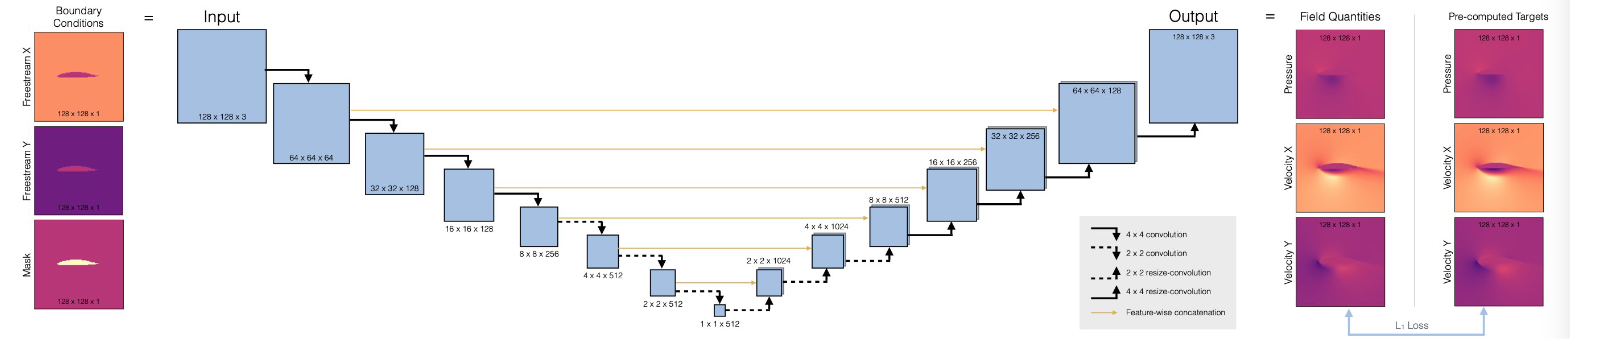 Boundary
Conditions
=
Input
Output
=
Field Quantities
Pre-computed Targets
Freestream X
128 x 128 x 1
Freestream Y
128 x 128 x 1
Mask
128 x 128 x 1
128 x 128 x 3
64 x 64 x 64
32 x 32 x 128
16 x 16 x 128
8 x 8 x 256
4 x 4 x 512
2 x 2 x 512
1 x 1 x 512
2 x 2 x 1024
4 x 4 x 1024
8 x 8 x 512
16 x 16 x 256
32 x 32 x 256
64 x 64 x 128
128 x 128 x 3
4 x 4 convolution
2 x 2 convolution
2 x 2 resize-convolution
4 x 4 resize-convolution
Feature-wise concatenation
Pressure
128 x 128 x 1
Velocity X
128 x 128 x 1
Velocity Y
128 x 128 x 1
Pressure
128 x 128 x 1
Velocity X
128 x 128 x 1
Velocity Y
128 x 128 x 1
L₁ Loss